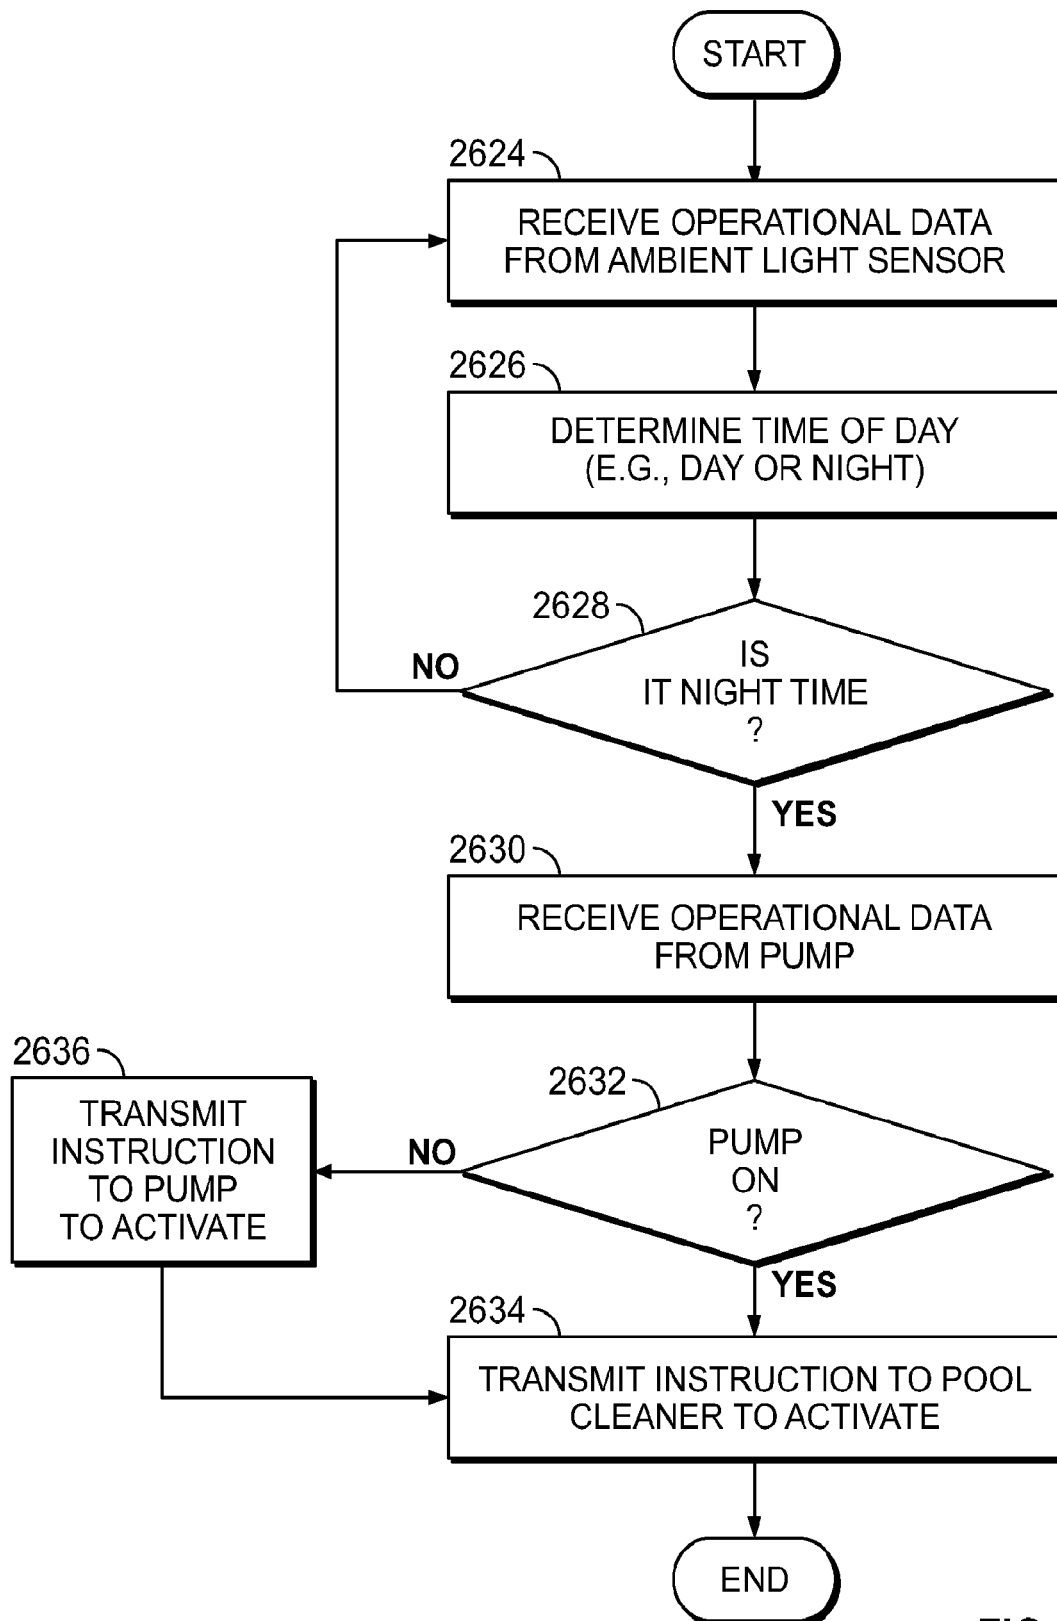 START
2624
RECEIVE OPERATIONAL DATA
FROM AMBIENT LIGHT SENSOR
2626
DETERMINE TIME OF DAY
(E.G., DAY OR NIGHT)
2628
IS
IT NIGHT TIME
?
NO
YES
2630
RECEIVE OPERATIONAL DATA
FROM PUMP
2632
PUMP
ON
?
NO
2636
TRANSMIT
INSTRUCTION
TO PUMP
TO ACTIVATE
YES
2634
TRANSMIT INSTRUCTION TO POOL
CLEANER TO ACTIVATE
END